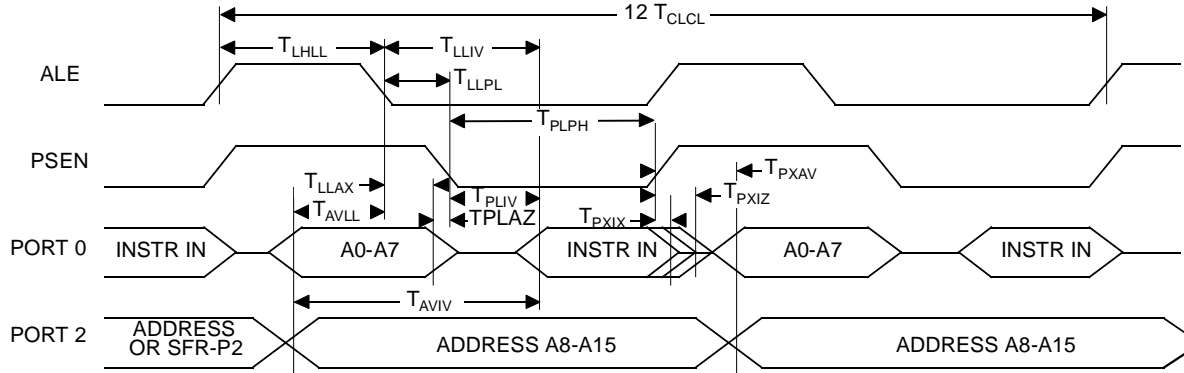 12 TCLCL
TLHLL
TLLIV
ALE
TLLPL
TPLPH
PSEN
TPXAV
TLLAX
TPLIV
TPXIZ
TAVLL
TPLAZ
TPXIX
PORT 0
INSTR IN
A0-A7
INSTR IN
A0-A7
INSTR IN
TAVIV
PORT 2
ADDRESS
OR SFR-P2
ADDRESS A8-A15
ADDRESS A8-A15